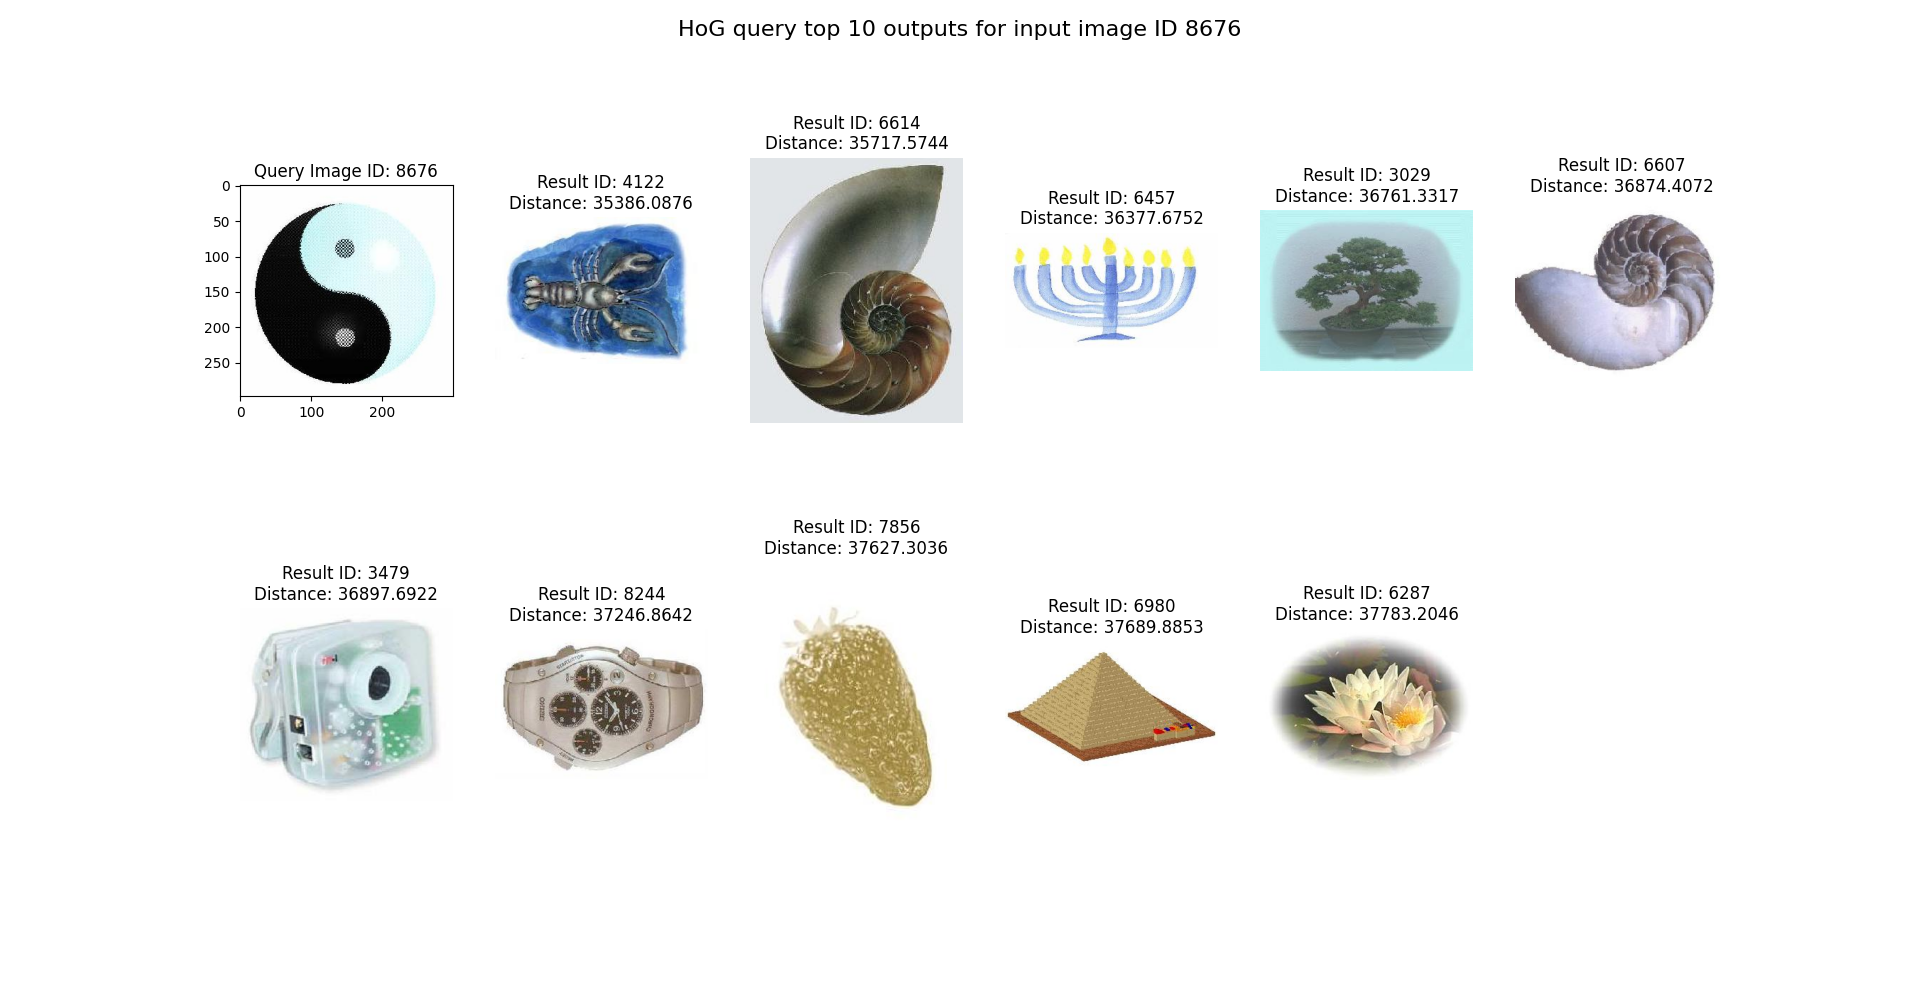 HoG query top 10 outputs for input image ID 8676
Query Image ID: 8676
0
50
100
150
200
250
0 100 200
Result ID: 4122
Distance: 35386.0876
Result ID: 6614
Distance: 35717.5744
Result ID: 6457
Distance: 36377.6752
Result ID: 3029
Distance: 36761.3317
Result ID: 6607
Distance: 36874.4072
Result ID: 3479
Distance: 36897.6922
Result ID: 8244
Distance: 37246.8642
Result ID: 7856
Distance: 37627.3036
Result ID: 6980
Distance: 37689.8853
Result ID: 6287
Distance: 37783.2046